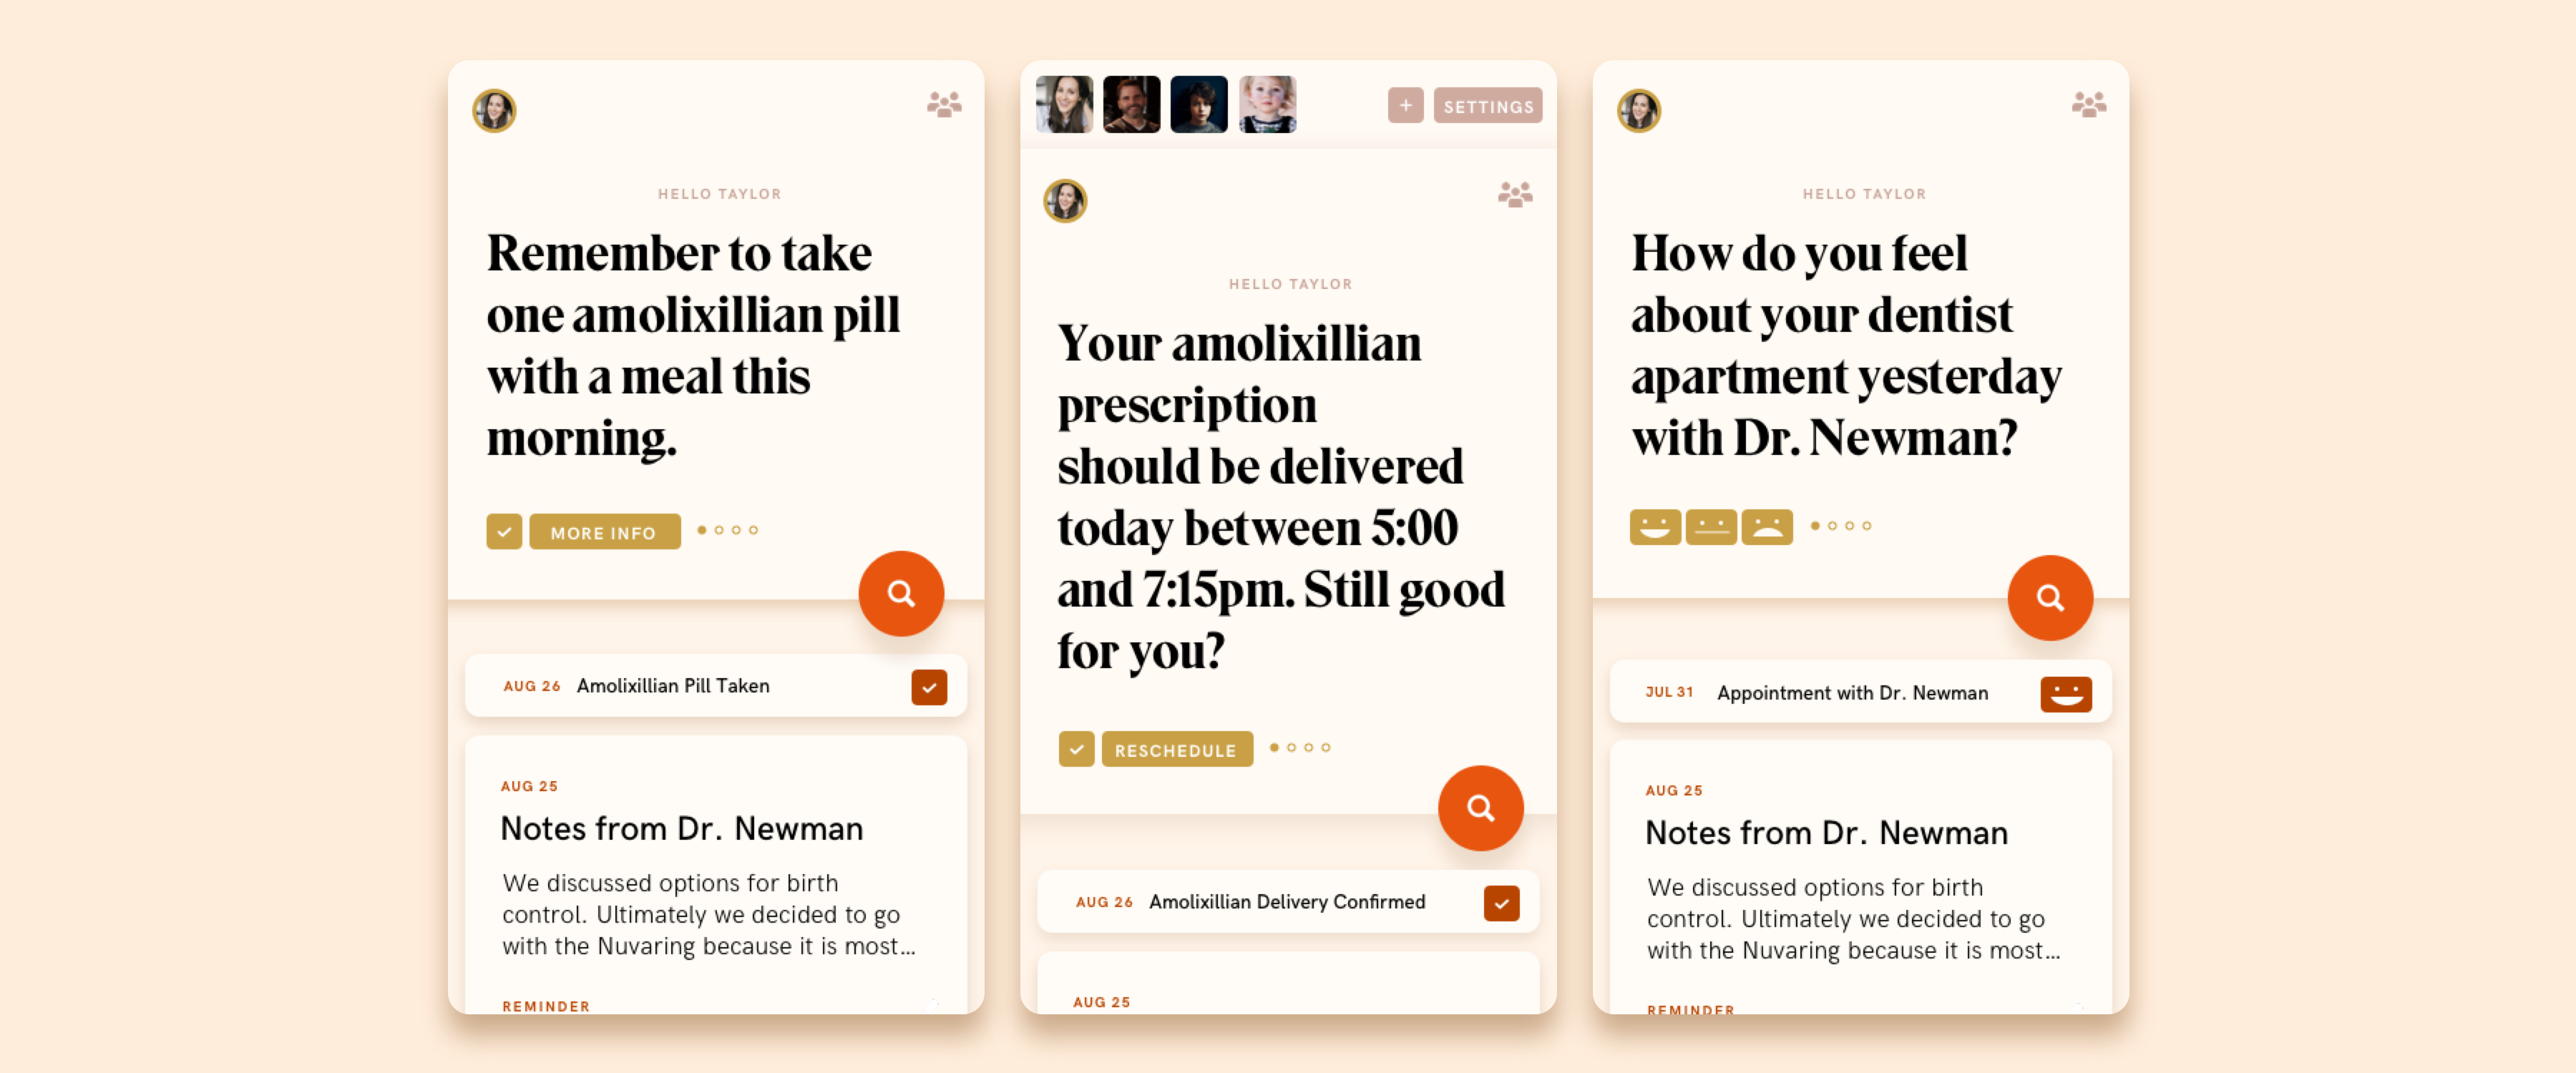 HELLO TAYLOR
Remember to take
one amolixillian pill
with a meal this
morning.
MORE INFO
AUG 26 Amolixillian Pill Taken
AUG 25
Notes from Dr. Newman
We discussed options for birth
control. Ultimately we decided to go
with the Nuvaring because it is most...
REMINDER
+ SETTINGS
HELLO TAYLOR
Your amolixillian
prescription
should be delivered
today between 5:00
and 7:15pm. Still good
for you?
RESCHEDULE
AUG 26 Amolixillian Delivery Confirmed
AUG 25
HELLO TAYLOR
How do you feel
about your dentist
apartment yesterday
with Dr. Newman?
JUL 31 Appointment with Dr. Newman
AUG 25
Notes from Dr. Newman
We discussed options for birth
control. Ultimately we decided to go
with the Nuvaring because it is most...
REMINDER